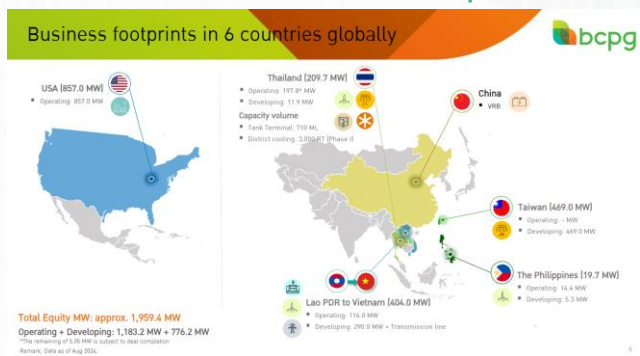 Business footprints in 6 countries globally
bcpg
USA (857.0 MW)
Operating: 857.0 MW
Thailand (209.7 MW)
Operating: 197.8* MW
Developing: 11.9 MW
Capacity volume
Tank Terminal: 710 ML
District cooling: 3,000 RT (Phase I)
China
VRB
Taiwan (469.0 MW)
Operating: - MW
Developing: 469.0 MW
The Philippines (19.7 MW)
Operating: 14.4 MW
Developing: 5.3 MW
Lao PDR to Vietnam (404.0 MW)
Operating: 114.0 MW
Developing: 290.0 MW + Transmission line
Total Equity MW: approx. 1,959.4 MW
Operating + Developing: 1,183.2 MW + 776.2 MW
*The remaining of 5.05 MW is subject to deal completion
Remark: Data as of Aug 2024.
6